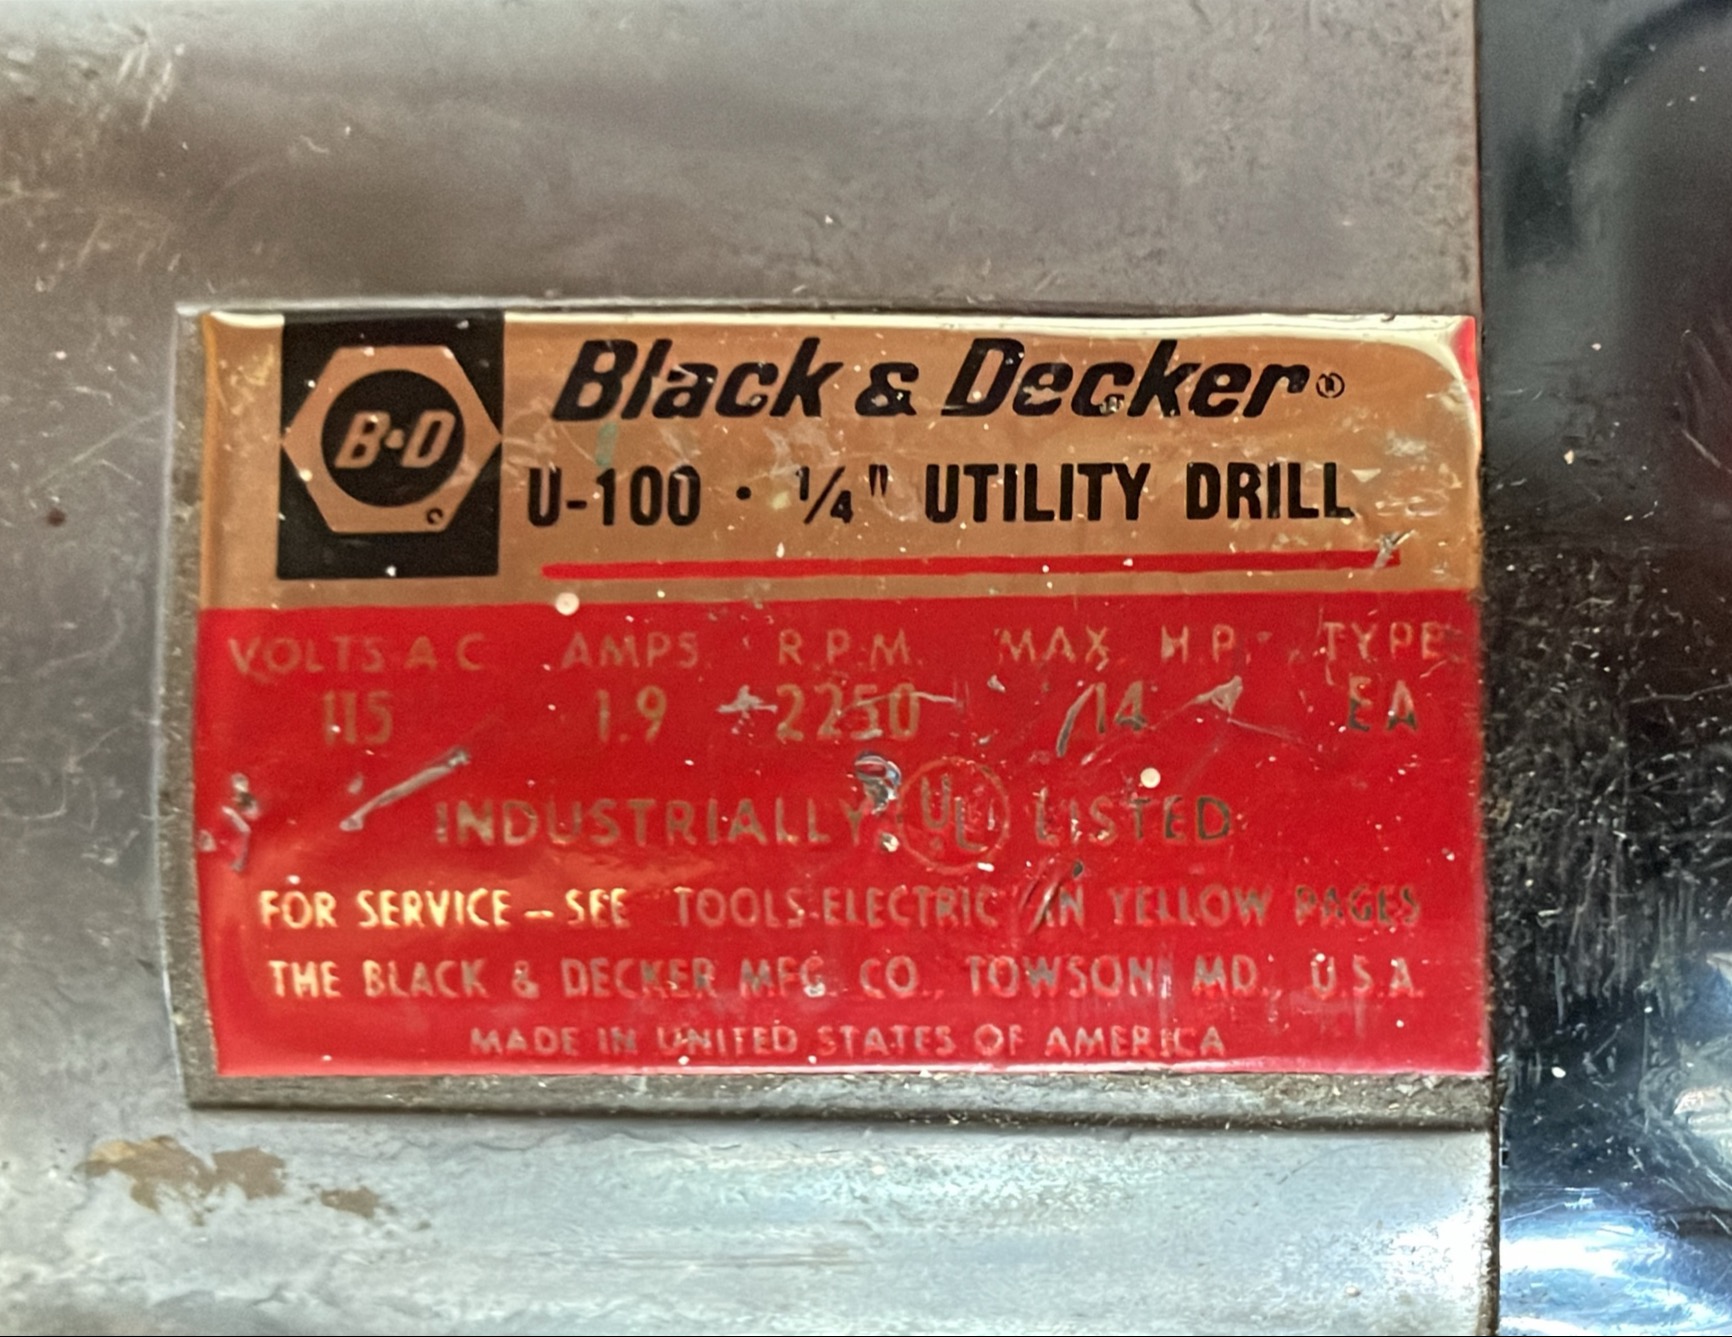 B·D
Black & Decker®
U-100 · 1/4" UTILITY DRILL
VOLTS A C AMPS. R.P.M. MAX. H.P. TYPE
115 1.9 2250 EA
INDUSTRIALLY UL LISTED
FOR SERVICE – SEE "TOOLS-ELECTRIC" IN YELLOW PAGES
THE BLACK & DECKER MFG. CO., TOWSON, MD., U.S.A.
MADE IN UNITED STATES OF AMERICA